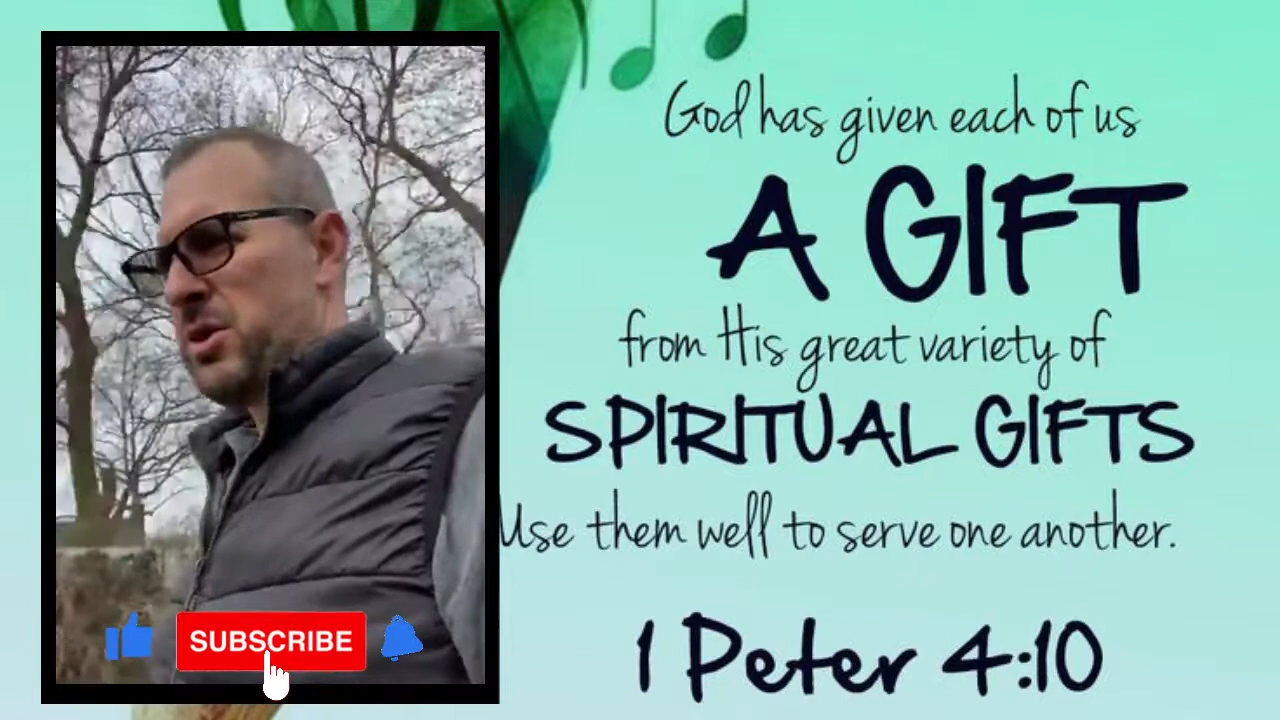 God has given each of us
A GIFT
from His great variety of
SPIRITUAL GIFTS
Use them well to serve one another.
1 Peter 4:10
SUBSCRIBE